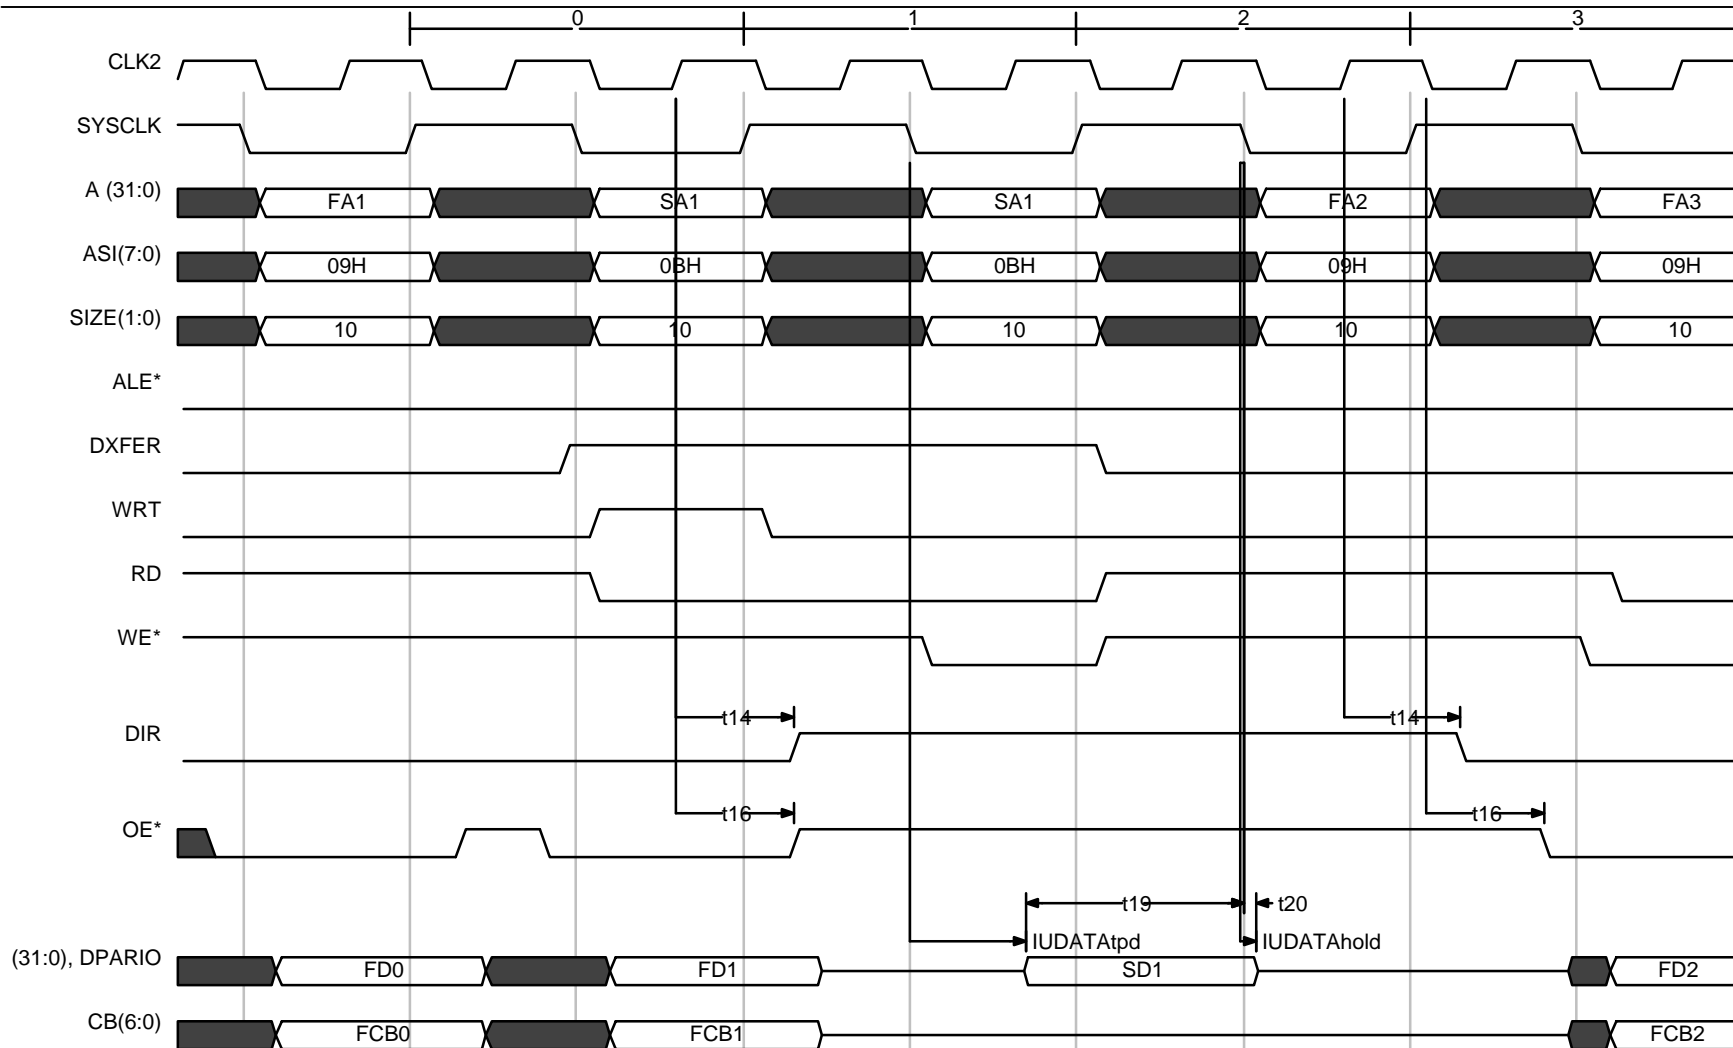 0 1 2 3
CLK2
SYSCLK
A (31:0) FA1 SA1 SA1 FA2 FA3
ASI(7:0) 09H 0BH 0BH 09H 09H
SIZE(1:0) 10 10 10 10 10
ALE*
DXFER
WRT
RD
WE*
t14 t14
DIR
t16 t16
OE*
t19 t20
IUDATAtpd IUDATAhold
(31:0), DPARIO FD0 FD1 SD1 FD2
CB(6:0) FCB0 FCB1 FCB2